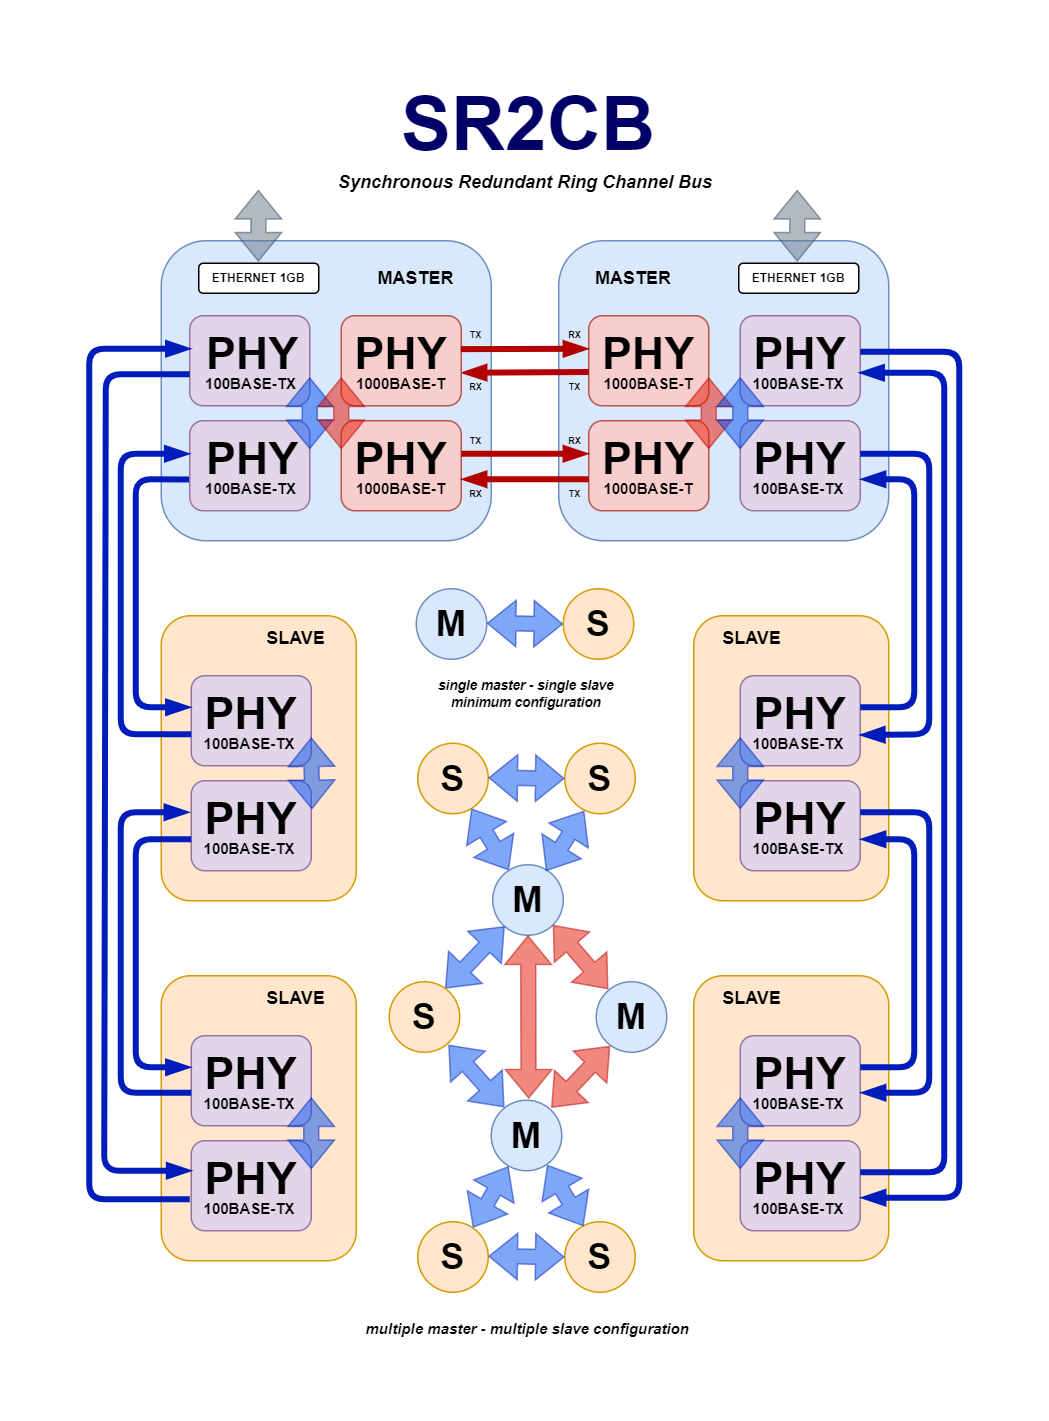 SR2CB
Synchronous Redundant Ring Channel Bus
ETHERNET 1GB
MASTER
MASTER
ETHERNET 1GB
PHY
100BASE-TX
PHY
1000BASE-T
TX
RX
RX
TX
PHY
1000BASE-T
PHY
100BASE-TX
PHY
100BASE-TX
PHY
1000BASE-T
TX
RX
RX
TX
PHY
1000BASE-T
PHY
100BASE-TX
SLAVE
PHY
100BASE-TX
PHY
100BASE-TX
M
S
single master - single slave
minimum configuration
SLAVE
PHY
100BASE-TX
PHY
100BASE-TX
S
S
M
S
M
M
S
S
SLAVE
PHY
100BASE-TX
PHY
100BASE-TX
SLAVE
PHY
100BASE-TX
PHY
100BASE-TX
multiple master - multiple slave configuration